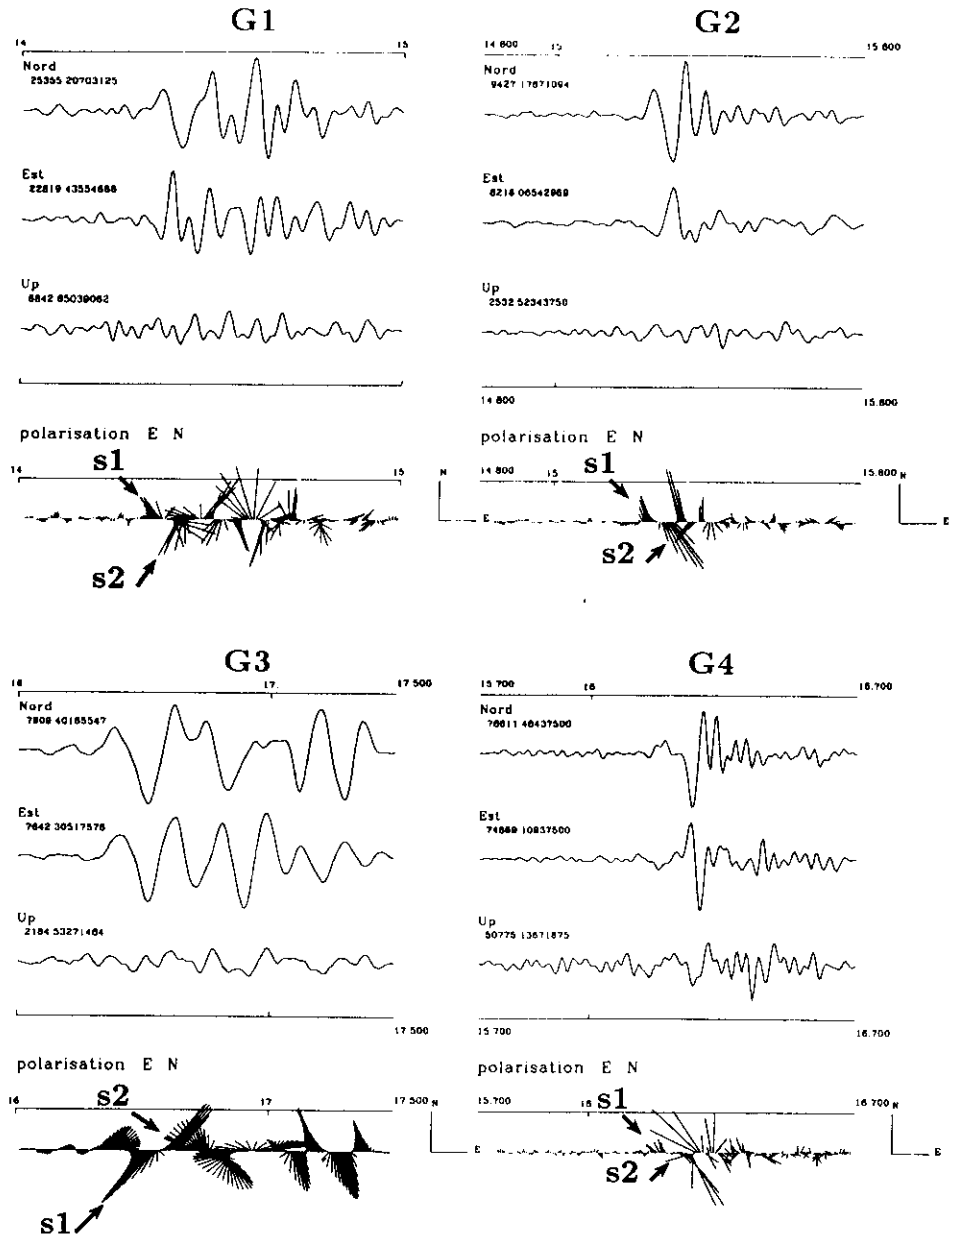 G1
14 15
Nord
25355 20703125
Est
22819 43554688
Up
6842 65039062
polarisation E N
14 15
s1
s2
N
E
G2
14 800 15 15 800
Nord
9427 17871094
Est
8218 06542969
Up
2532 52343750
14 800 15.800
polarisation E N
14.800 15 15.800
s1
s2
N
E
G3
16 17. 17 500
Nord
7809 40185547
Est
7642 30517578
Up
2184 53271484
17 500
polarisation E N
16 17 17 500
s2
s1
N
E
G4
15.700 16 16.700
Nord
76611 46437500
Est
74669 10937500
Up
50775 13671875
15 700 16.700
polarisation E N
15.700 16 16.700
s1
s2
N
E